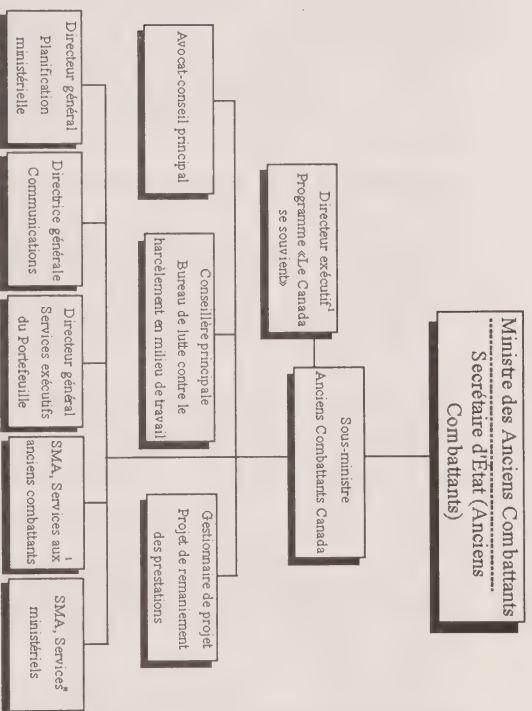 Ministre des Anciens Combattants
Secrétaire d'État (Anciens
Combattants)
Sous-ministre
Anciens Combattants Canada
Directeur exécutif¹
Programme «Le Canada
se souvient»
Avocat-conseil principal
Conseillère principale
Bureau de lutte contre le
harcèlement en milieu de travail
Gestionnaire de projet
Projet de remaniement
des prestations
Directeur général
Planification
ministérielle
Directrice générale
Communications
Directeur général
Services exécutifs
du Portefeuille
SMA, Services aux
anciens combattants ¹
SMA, Services*
ministériels